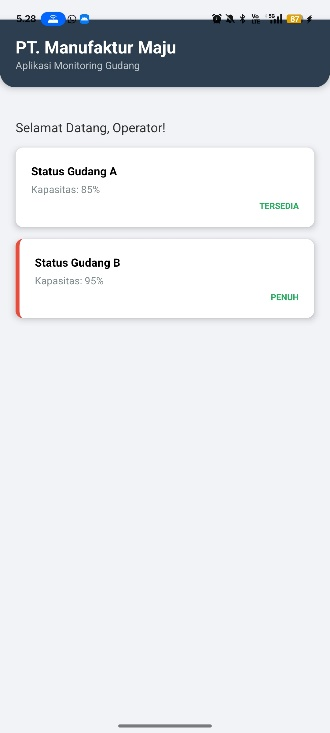 5.28
87
PT. Manufaktur Maju
Aplikasi Monitoring Gudang
Selamat Datang, Operator!
Status Gudang A
Kapasitas: 85%
TERSEDIA
Status Gudang B
Kapasitas: 95%
PENUH